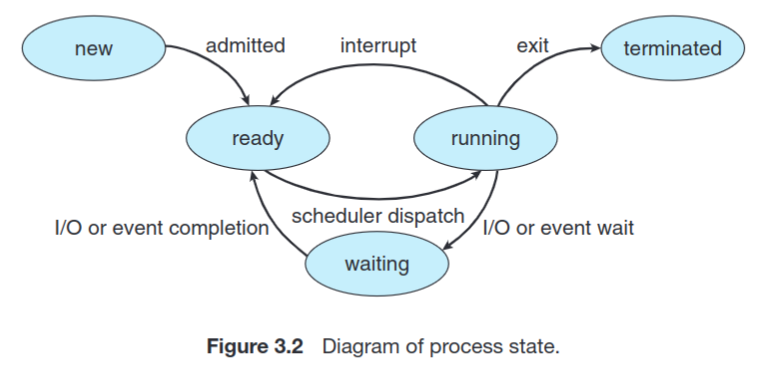 new
admitted
interrupt
exit
terminated
ready
running
I/O or event completion
scheduler dispatch
I/O or event wait
waiting
Figure 3.2 Diagram of process state.